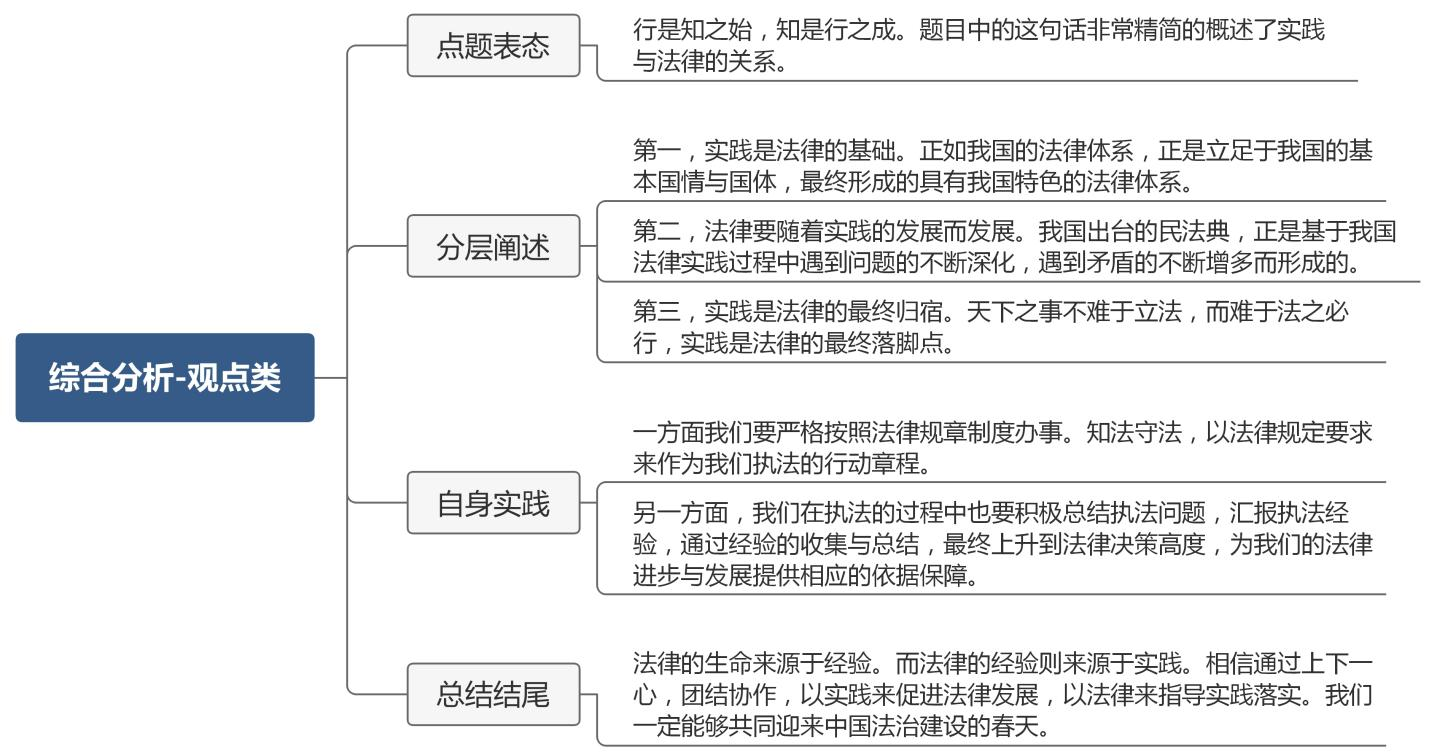 综合分析-观点类
点题表态
行是知之始，知是行之成。题目中的这句话非常精简的概述了实践
与法律的关系。
分层阐述
第一，实践是法律的基础。正如我国的法律体系，正是立足于我国的基
本国情与国体，最终形成的具有我国特色的法律体系。
第二，法律要随着实践的发展而发展。我国出台的民法典，正是基于我国
法律实践过程中遇到问题的不断深化，遇到矛盾的不断增多而形成的。
第三，实践是法律的最终归宿。天下之事不难于立法，而难于法之必
行，实践是法律的最终落脚点。
自身实践
一方面我们要严格按照法律规章制度办事。知法守法，以法律规定要求
来作为我们执法的行动章程。
另一方面，我们在执法的过程中也要积极总结执法问题，汇报执法经
验，通过经验的收集与总结，最终上升到法律决策高度，为我们的法律
进步与发展提供相应的依据保障。
总结结尾
法律的生命来源于经验。而法律的经验则来源于实践。相信通过上下一
心，团结协作，以实践来促进法律发展，以法律来指导实践落实。我们
一定能够共同迎来中国法治建设的春天。